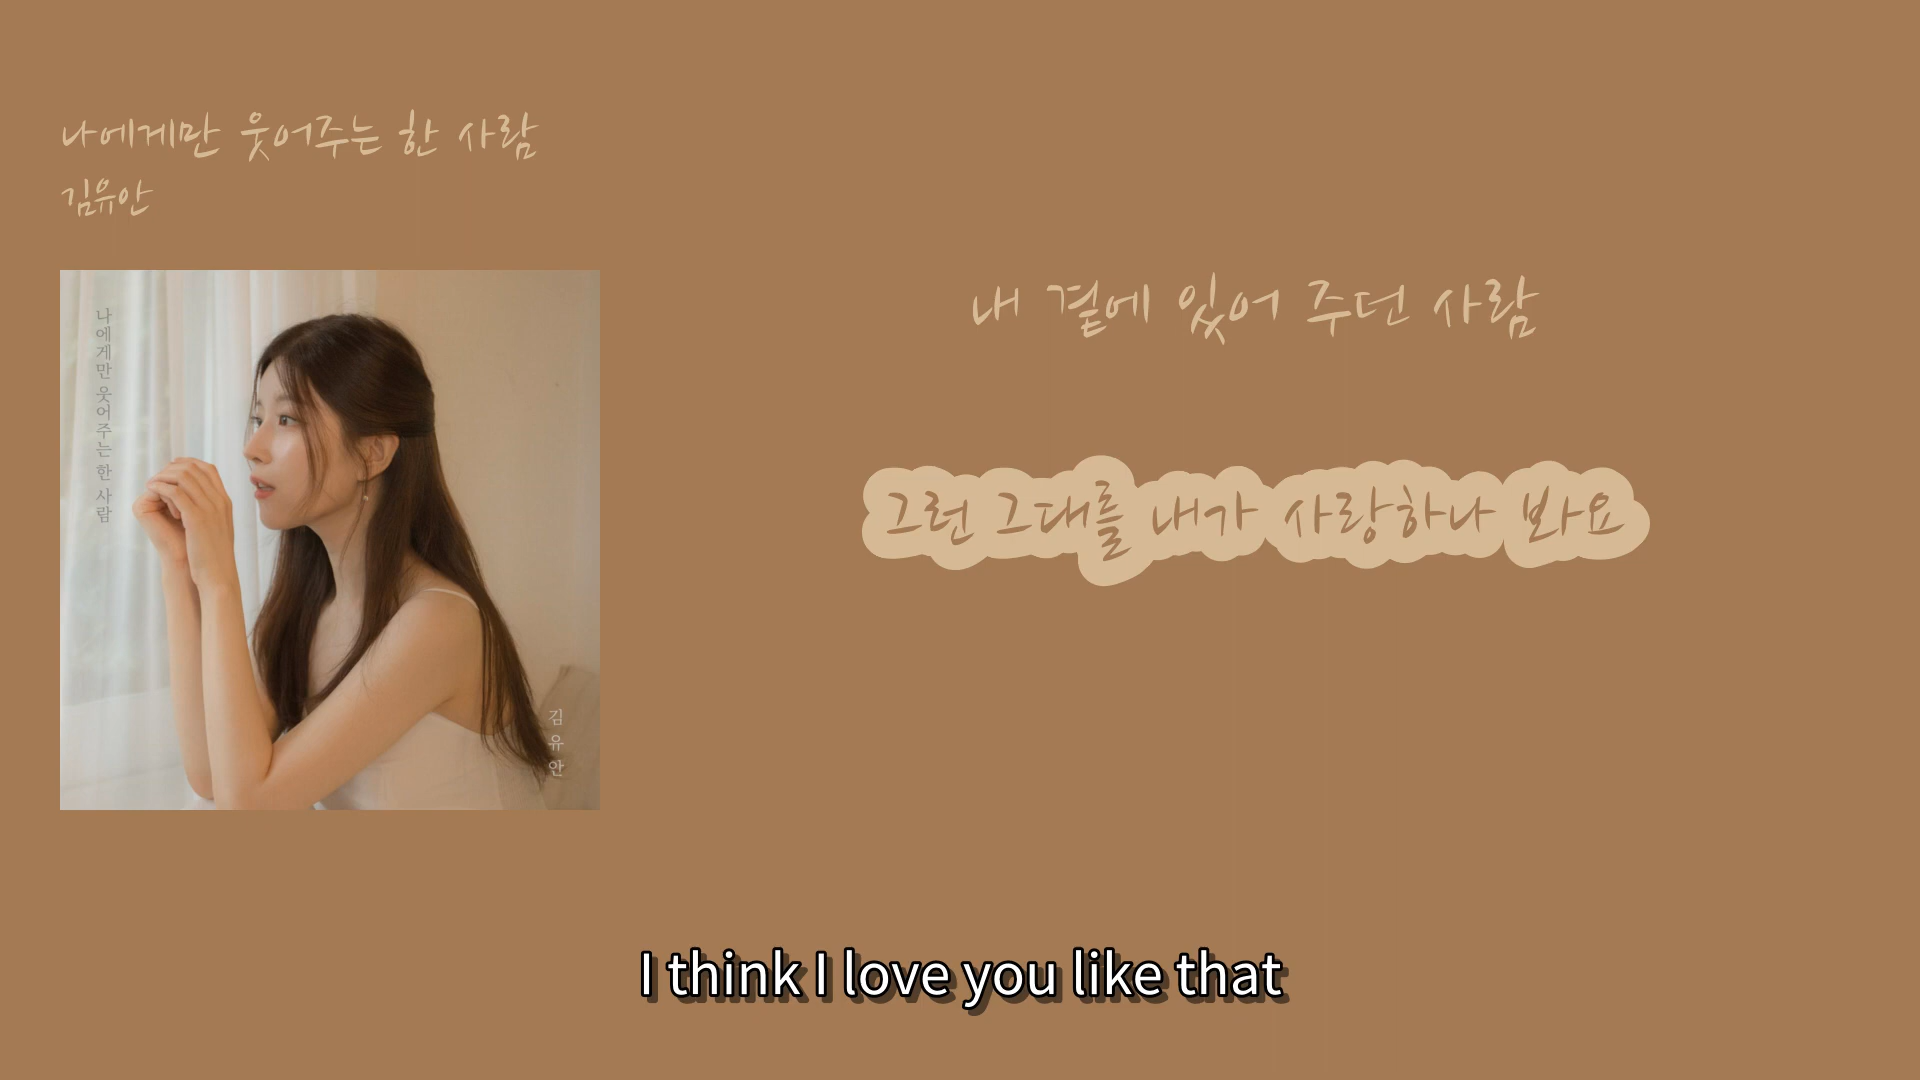 나에게만 웃어주는 한 사람
김유안
나에게만 웃어주는 한 사람
김유안
내 곁에 있어 주던 사람
그런 그대를 내가 사랑하나 봐요
I think I love you like that